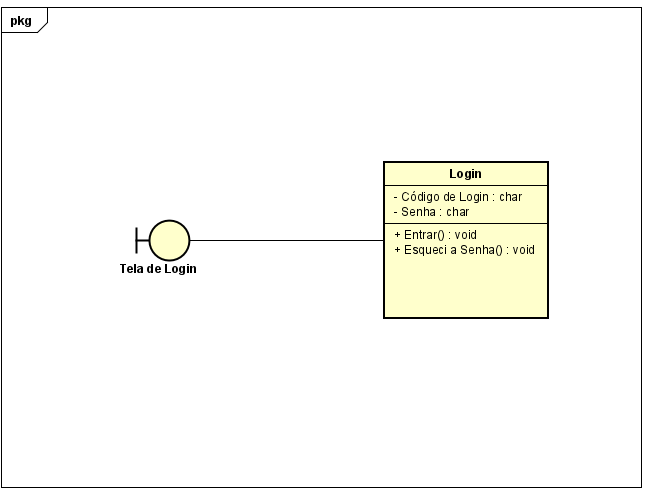 pkg
Login
- Código de Login : char
- Senha : char
+ Entrar() : void
+ Esqueci a Senha() : void
Tela de Login